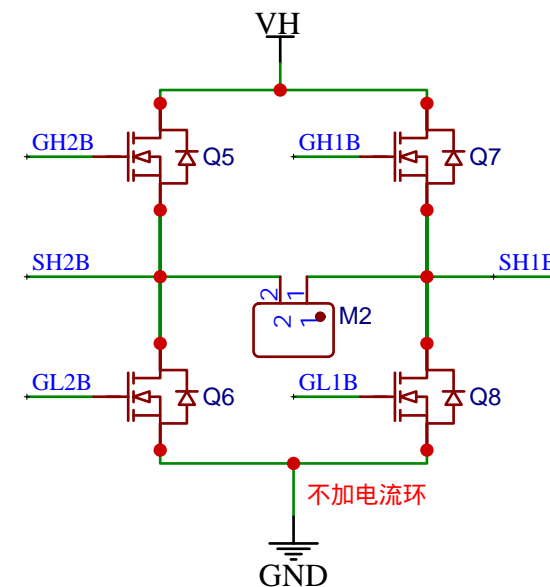 VH
GH2B
Q5
GH1B
Q7
SH2B
SH1B
2
1
2
1
M2
GL2B
Q6
GL1B
Q8
不加电流环
GND